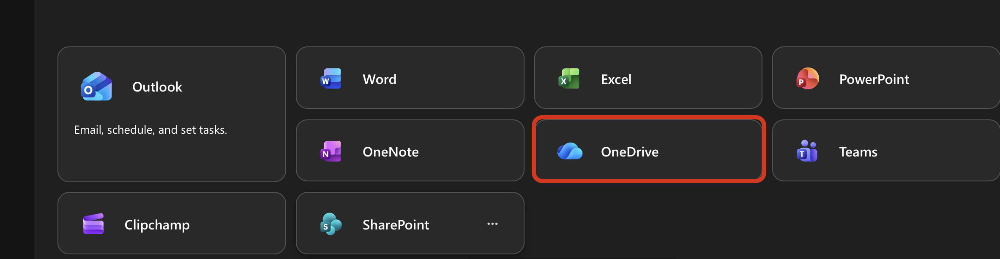 Outlook
Email, schedule, and set tasks.
Word
Excel
PowerPoint
OneNote
OneDrive
Teams
Clipchamp
SharePoint